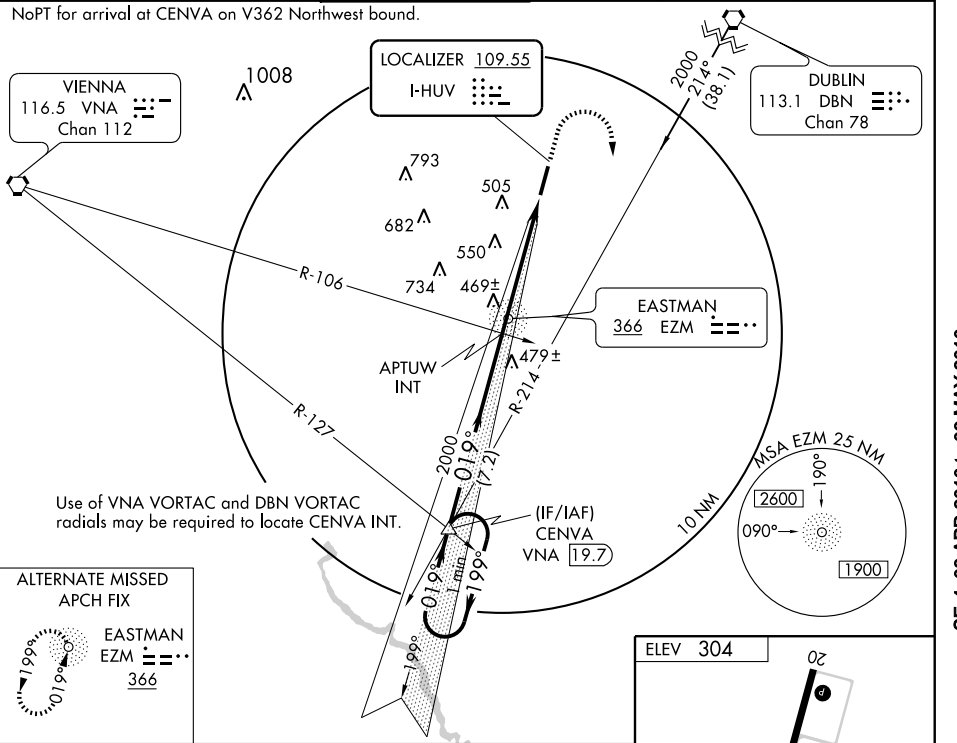 NoPT for arrival at CENVA on V362 Northwest bound.
LOCALIZER 109.55
I-HUV
1008
VIENNA
116.5 VNA
Chan 112
DUBLIN
113.1 DBN
Chan 78
2000
214°
(38.1)
793
505
682
550
734
469±
R-106
EASTMAN
366 EZM
APTUW
INT
479±
R-214
R-127
2000
019°
(7.2)
MSA EZM 25 NM
190°
2600
090°
1900
10 NM
Use of VNA VORTAC and DBN VORTAC
radials may be required to locate CENVA INT.
(IF/IAF)
CENVA
VNA 19.7
019°
1 min
199°
199°
ALTERNATE MISSED
APCH FIX
EASTMAN
EZM
366
199°
019°
ELEV 304
20
P